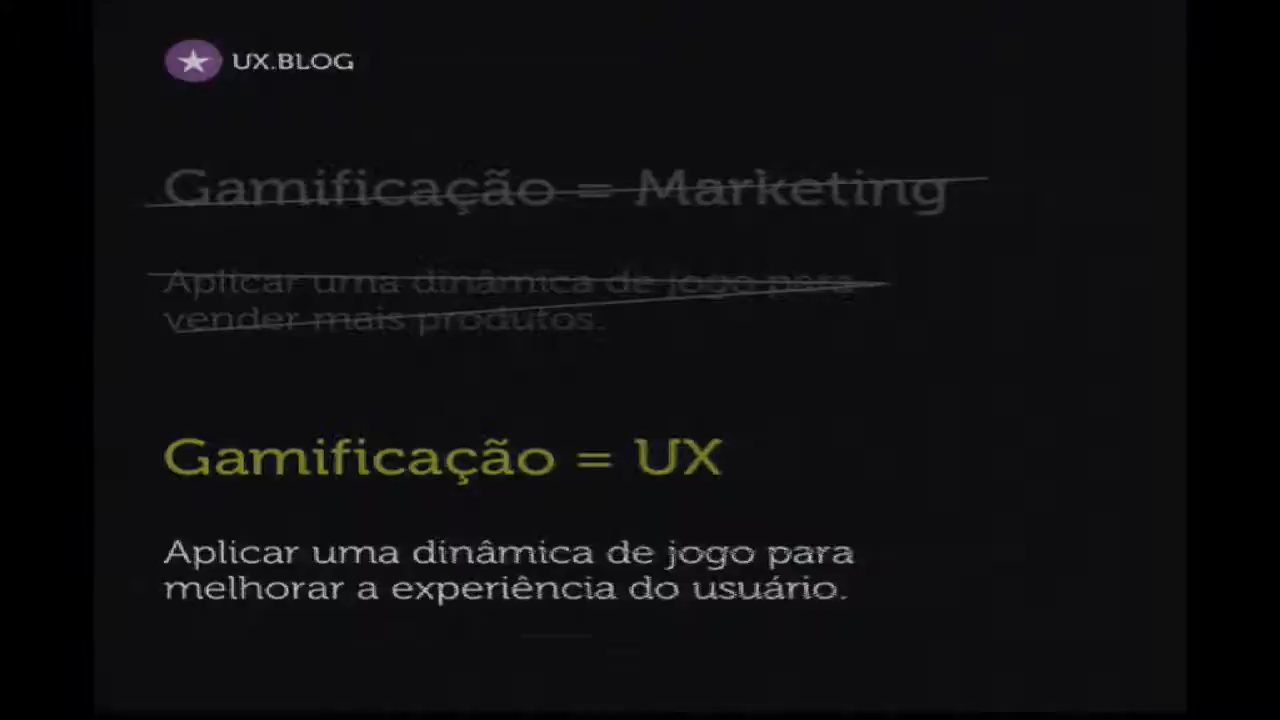 UX.BLOG
Gamificação = Marketing
Aplicar uma dinâmica de jogo para
vender mais produtos.
Gamificação = UX
Aplicar uma dinâmica de jogo para
melhorar a experiência do usuário.